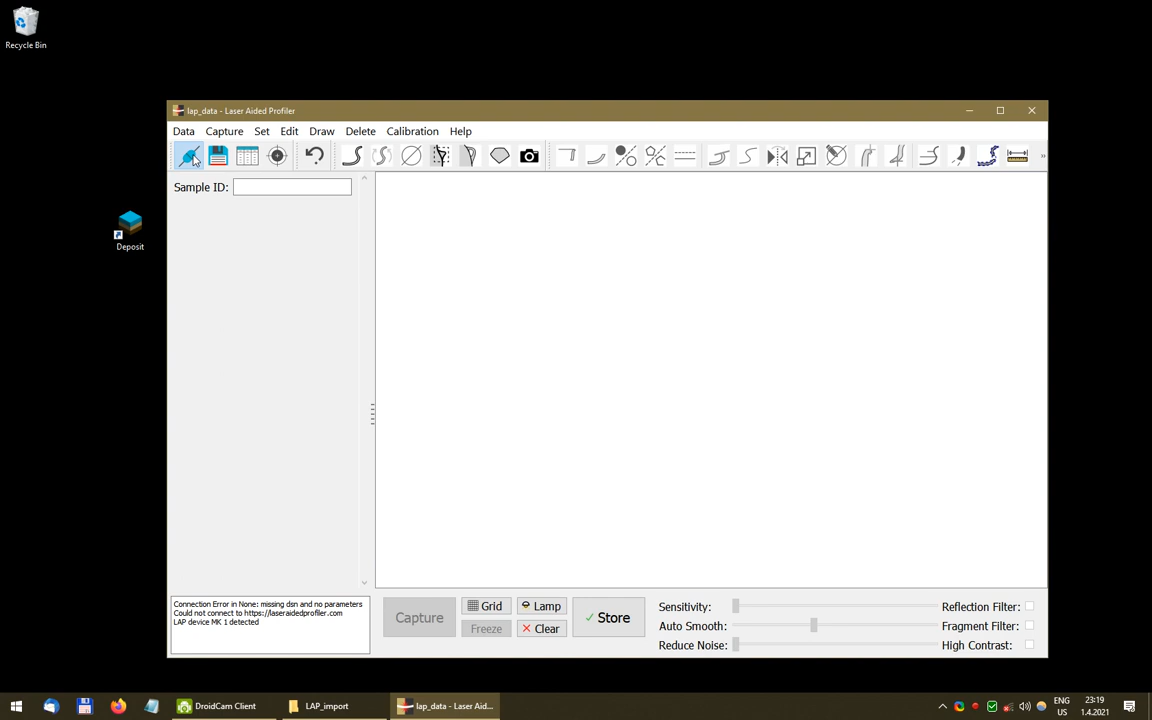 Recycle Bin
lap_data - Laser Aided Profiler
Data Capture Set Edit Draw Delete Calibration Help
»
Sample ID:
Deposit
Connection Error in None: missing dsn and no parameters
Could not connect to https://laseraidedprofiler.com
LAP device MK 1 detected
Capture
Grid
Lamp
Freeze
Clear
Store
Sensitivity:
Auto Smooth:
Reduce Noise:
Reflection Filter:
Fragment Filter:
High Contrast:
DroidCam Client
LAP_import
lap_data - Laser Aid...
ENG
US
23:19
1.4.2021